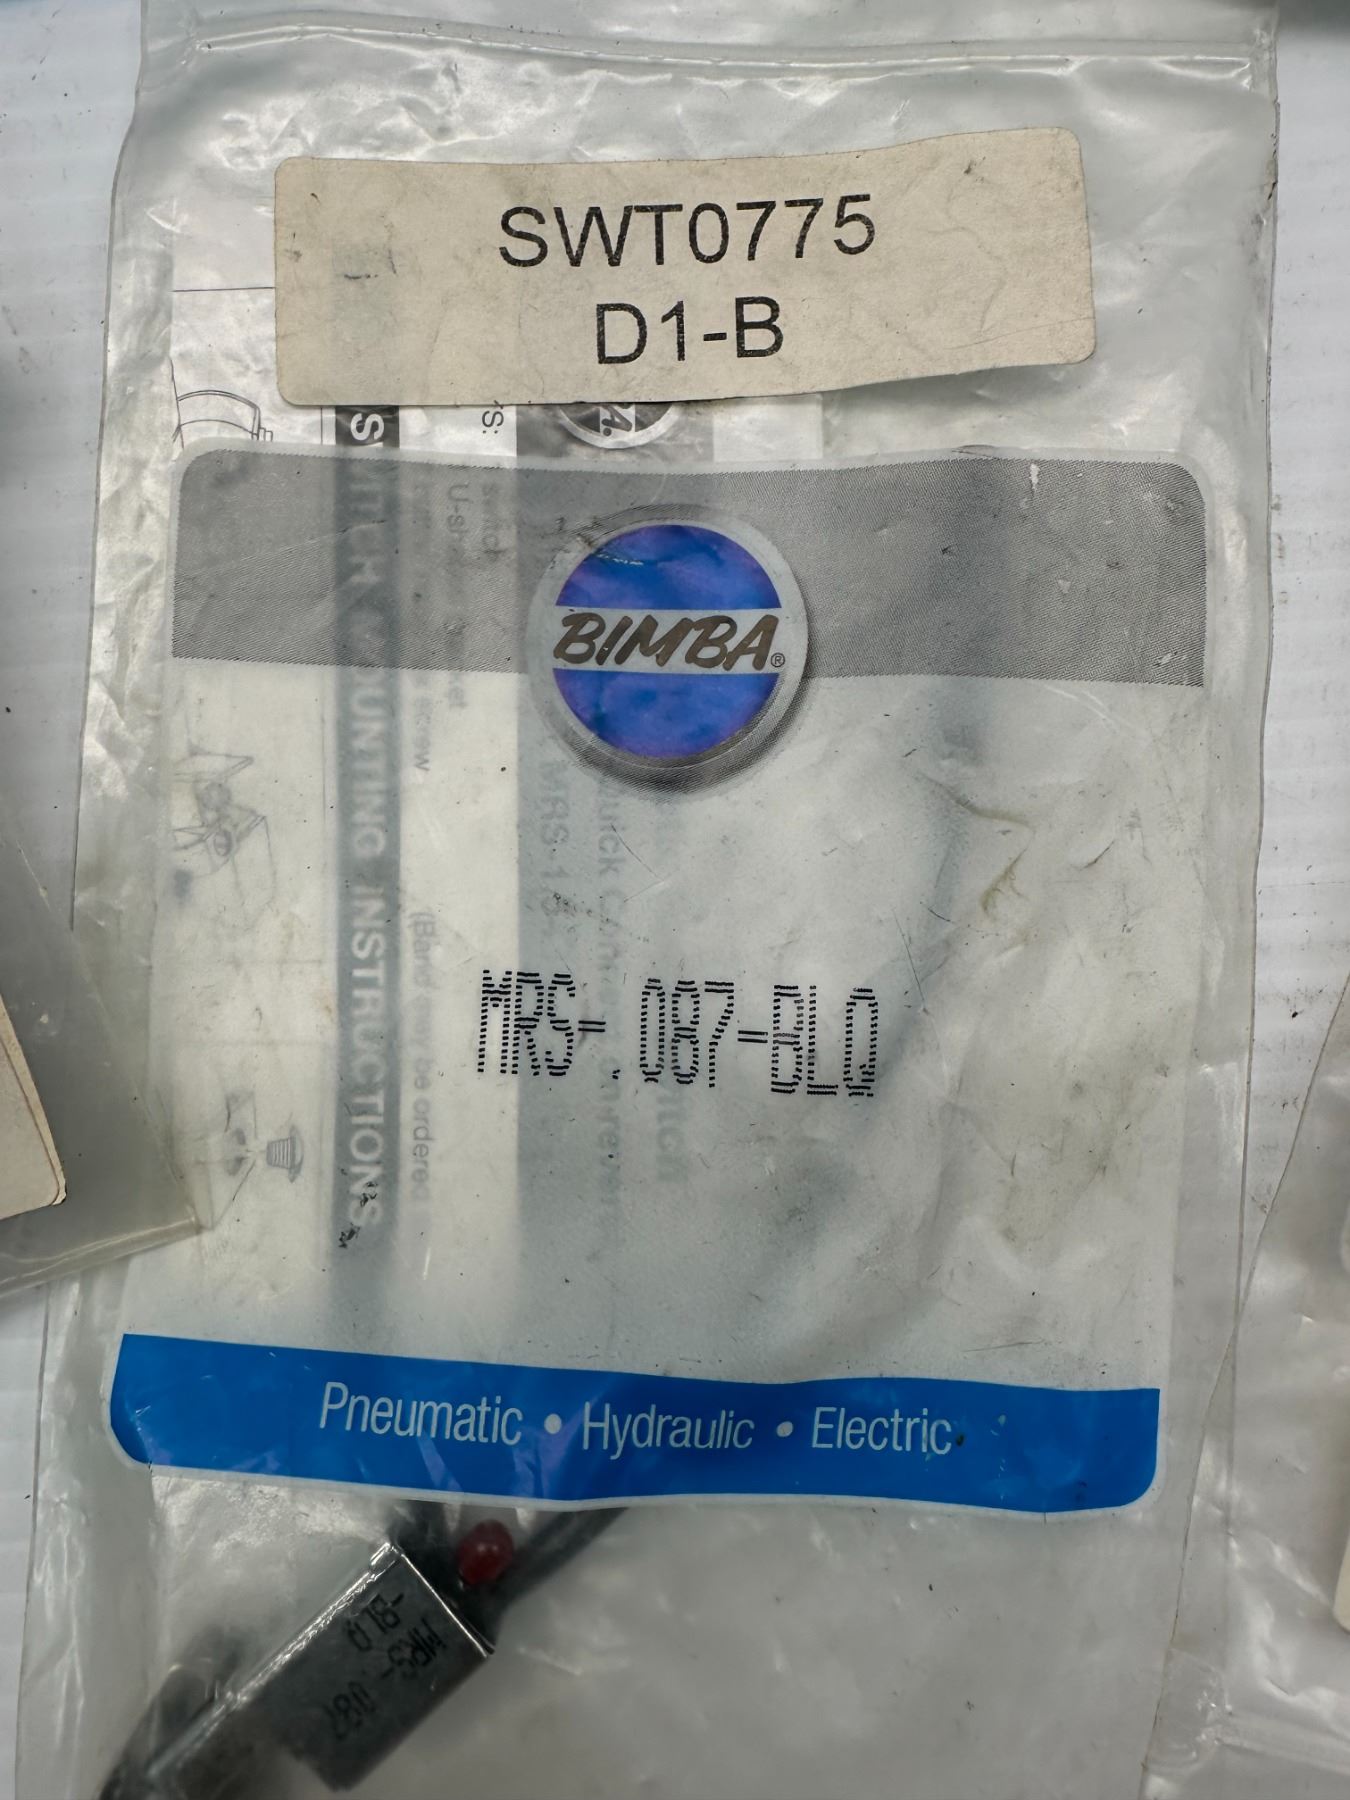 SWT0775
D1-B
BIMBA®
MRS-.087-BLQ
SWITCH MOUNTING INSTRUCTIONS
Pneumatic • Hydraulic • Electric
MRS-.087
-BLQ